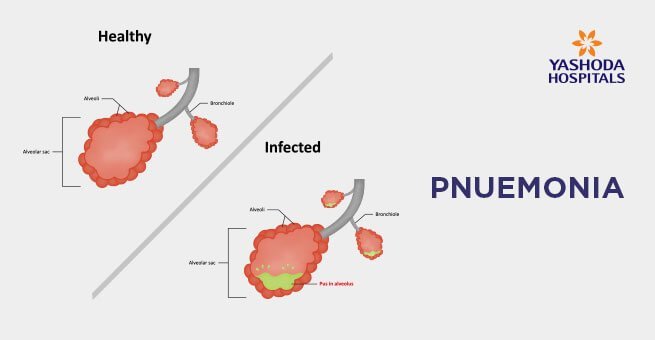 Healthy
Alveoli
Bronchiole
Alveolar sac
Infected
Alveoli
Bronchiole
Alveolar sac
Pus in alveolus
YASHODA
HOSPITALS
PNUEMONIA